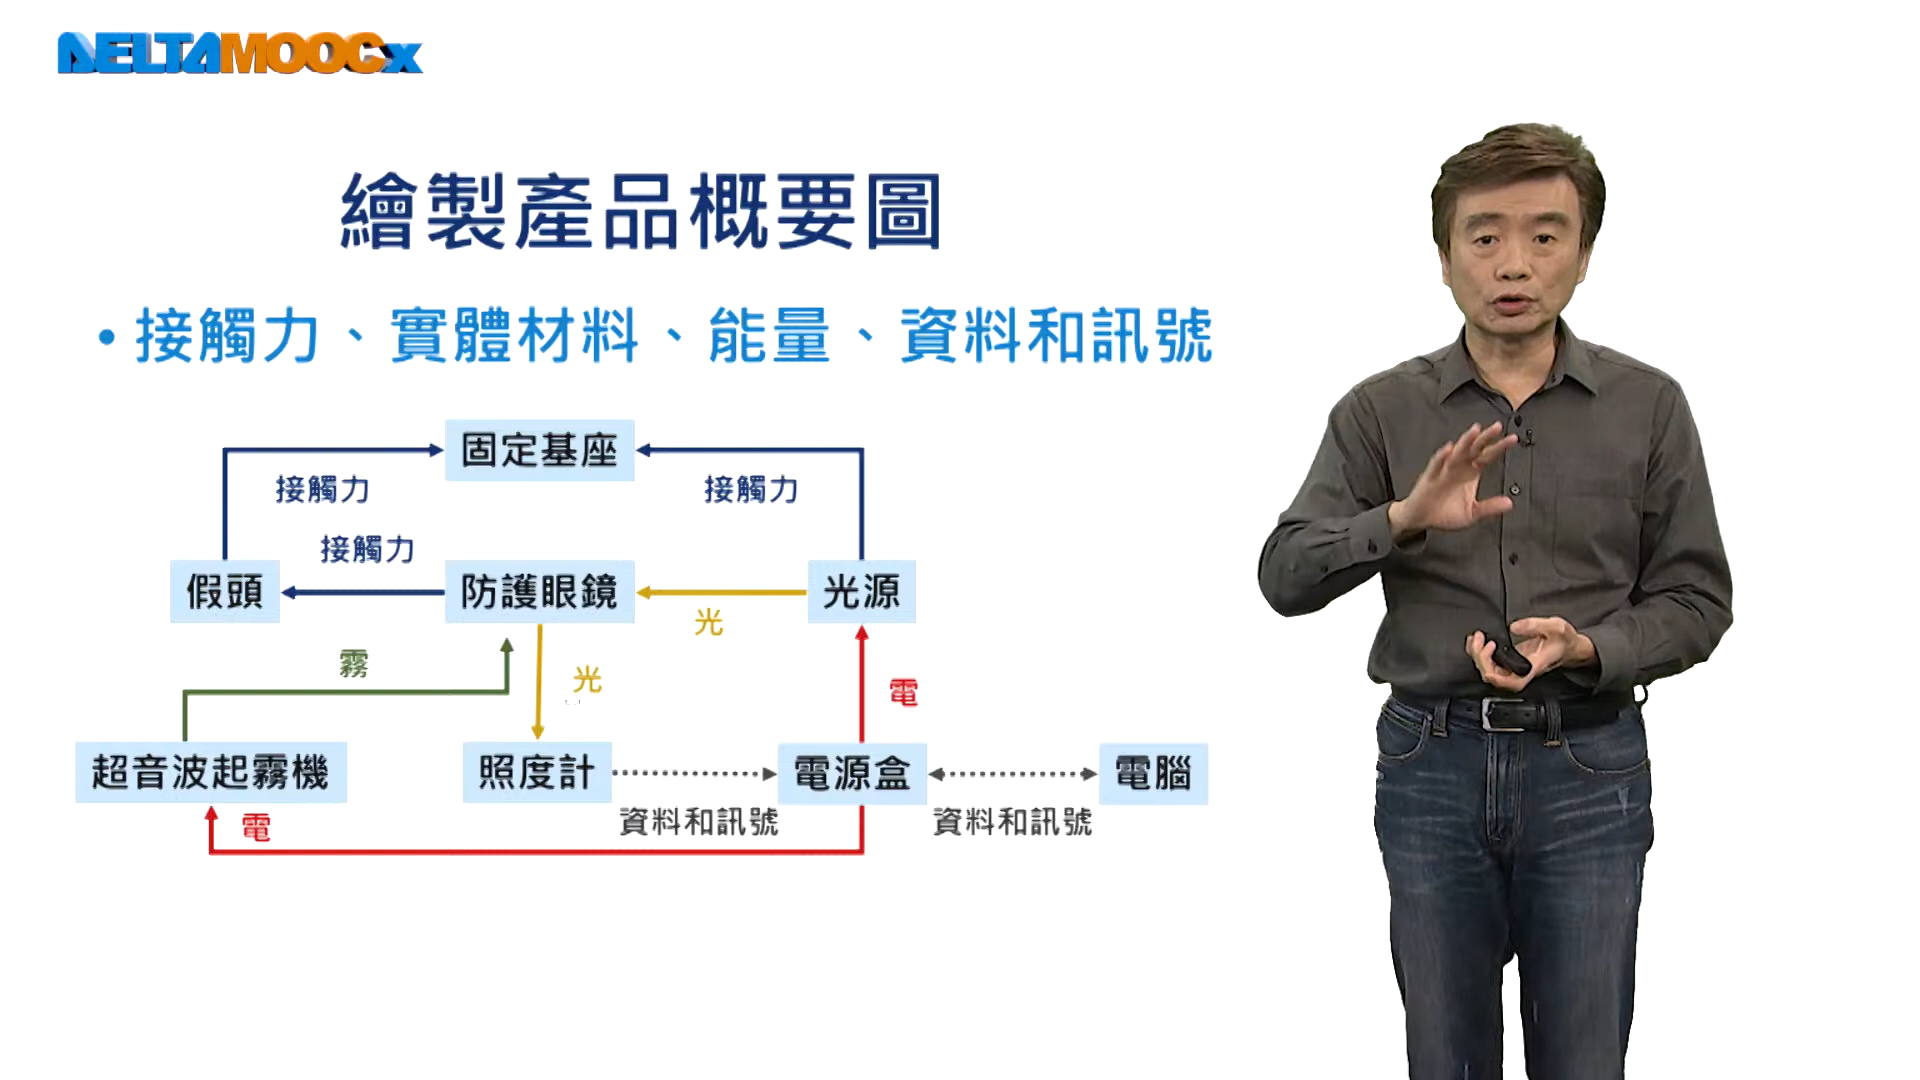 DELTAMOOCx
繪製產品概要圖
• 接觸力、實體材料、能量、資料和訊號
固定基座
接觸力
接觸力
接觸力
假頭
防護眼鏡
光源
光
霧
光
電
超音波起霧機
照度計
電源盒
電腦
電
資料和訊號
資料和訊號